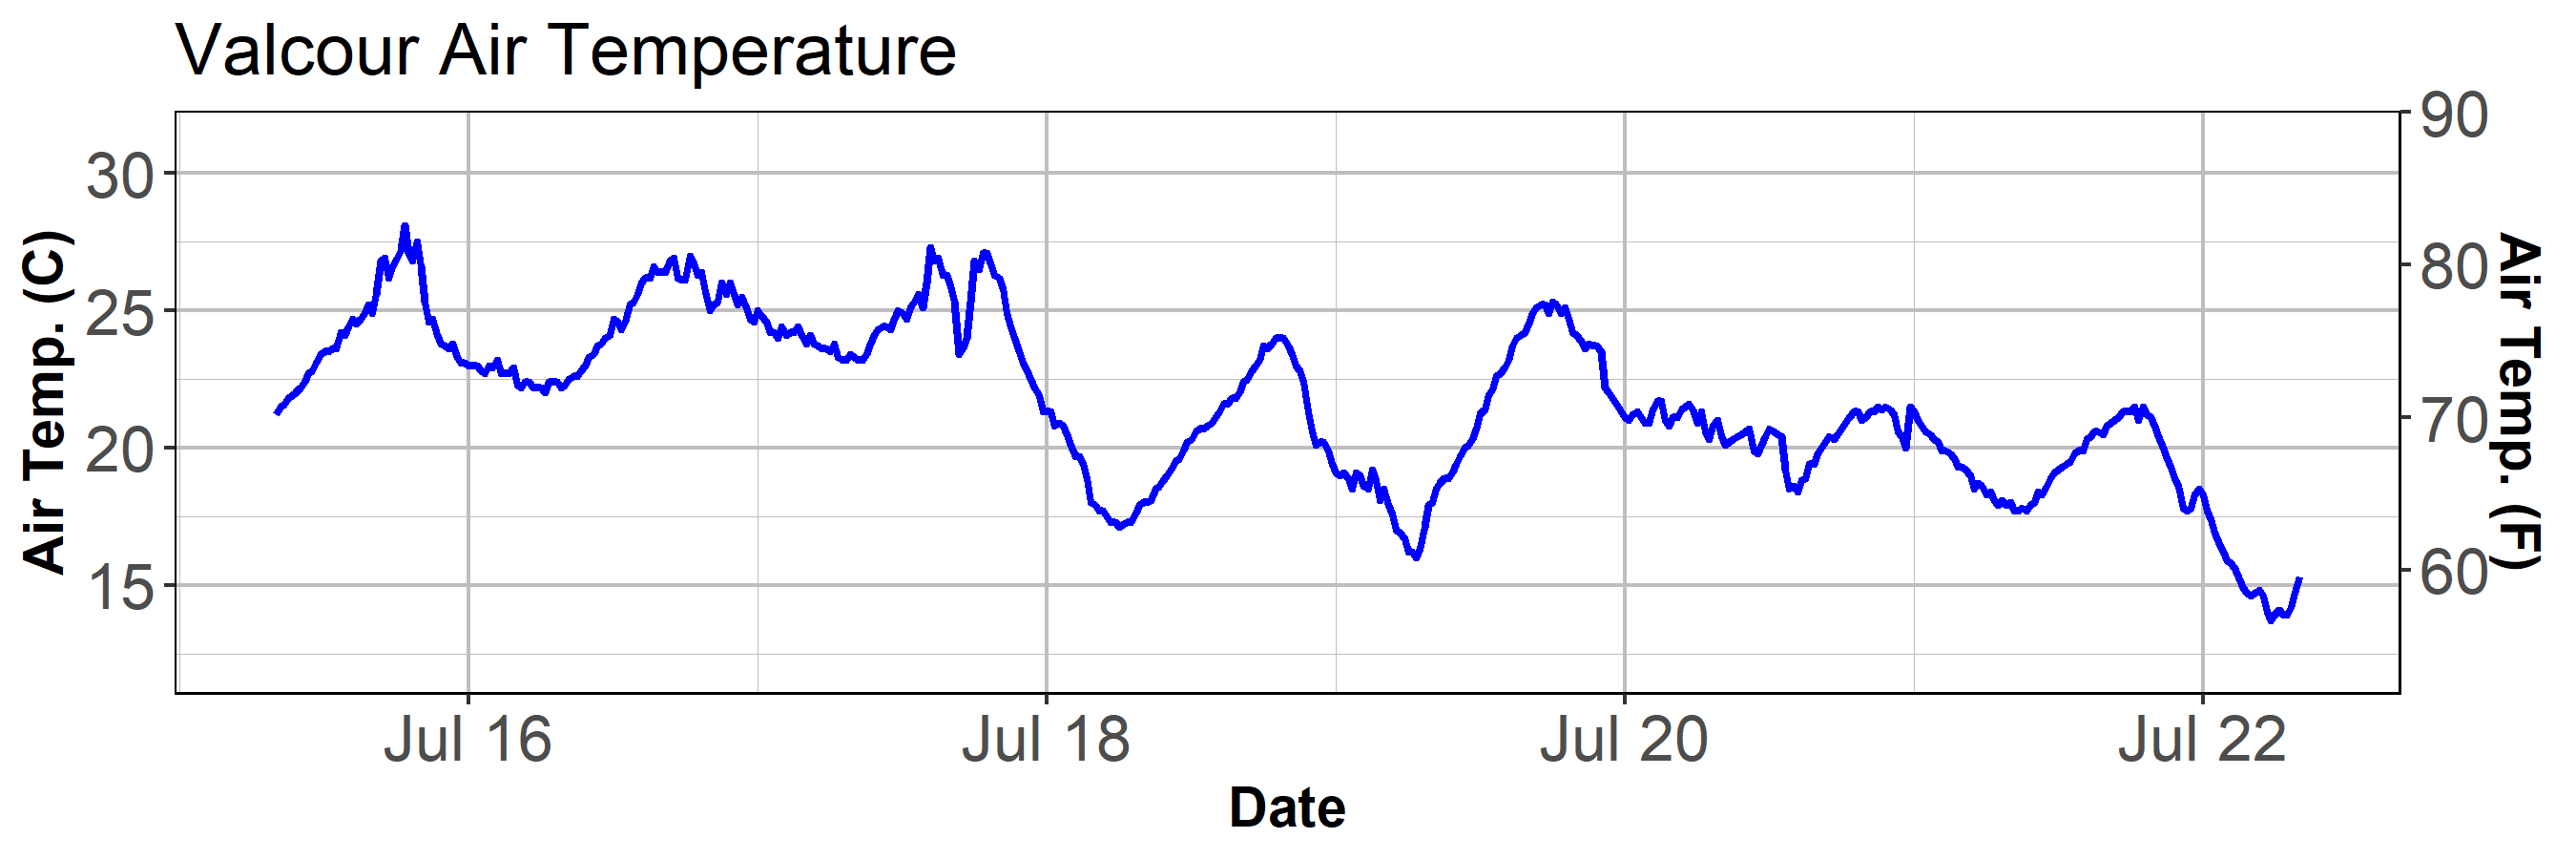 Valcour Air Temperature
Air Temp. (C)
30
25
20
15
90
80
70
60
Air Temp. (F)
Jul 16 Jul 18 Jul 20 Jul 22
Date